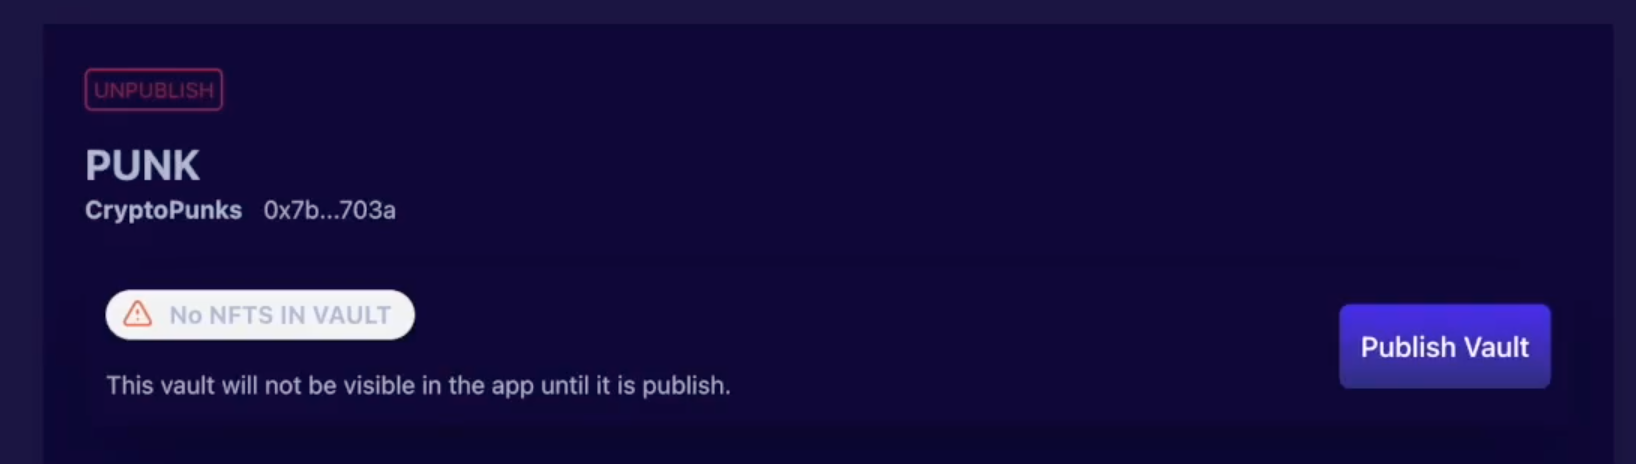 UNPUBLISH
PUNK
CryptoPunks 0x7b...703a
No NFTS IN VAULT
Publish Vault
This vault will not be visible in the app until it is publish.